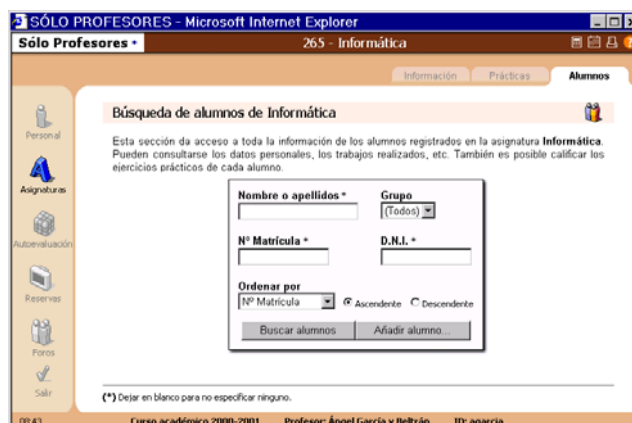 SÓLO PROFESORES - Microsoft Internet Explorer
Sólo Profesores
265 - Informática
Información Prácticas Alumnos
Búsqueda de alumnos de Informática
Esta sección da acceso a toda la información de los alumnos registrados en la asignatura Informática.
Pueden consultarse los datos personales, los trabajos realizados, etc. También es posible calificar los
ejercicios prácticos de cada alumno.
Personal
Asignaturas
Autoevaluación
Reservas
Foros
Salir
Nombre o apellidos * Grupo
(Todos)
Nº Matrícula * D.N.I. *
Ordenar por
Nº Matrícula Ascendente Descendente
Buscar alumnos Añadir alumno...
(*) Dejar en blanco para no especificar ninguno.
08:43 Curso académico 2000-2001 Profesor: Ángel García y Beltrán ID: agarcia